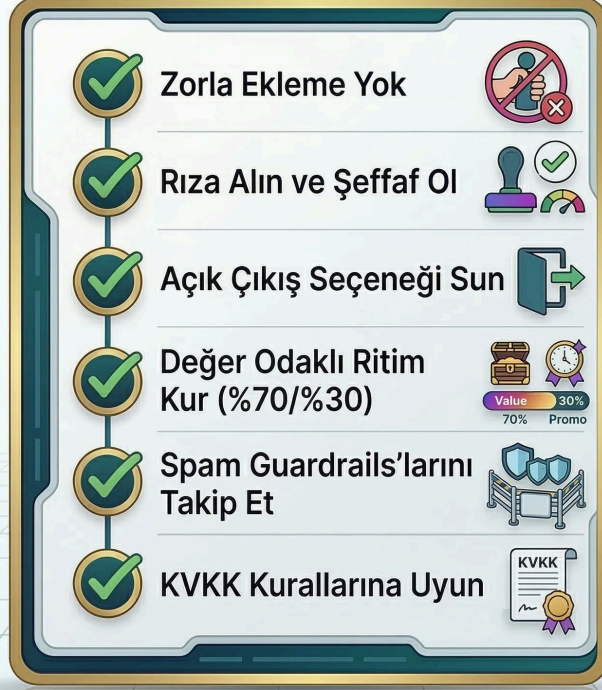 Zorla Ekleme Yok
Rıza Alın ve Şeffaf Ol
Açık Çıkış Seçeneği Sun
Değer Odaklı Ritim
Kur (%70/%30)
Value 30%
70% Promo
Spam Guardrails’larını
Takip Et
KVKK Kurallarına Uyun
KVKK